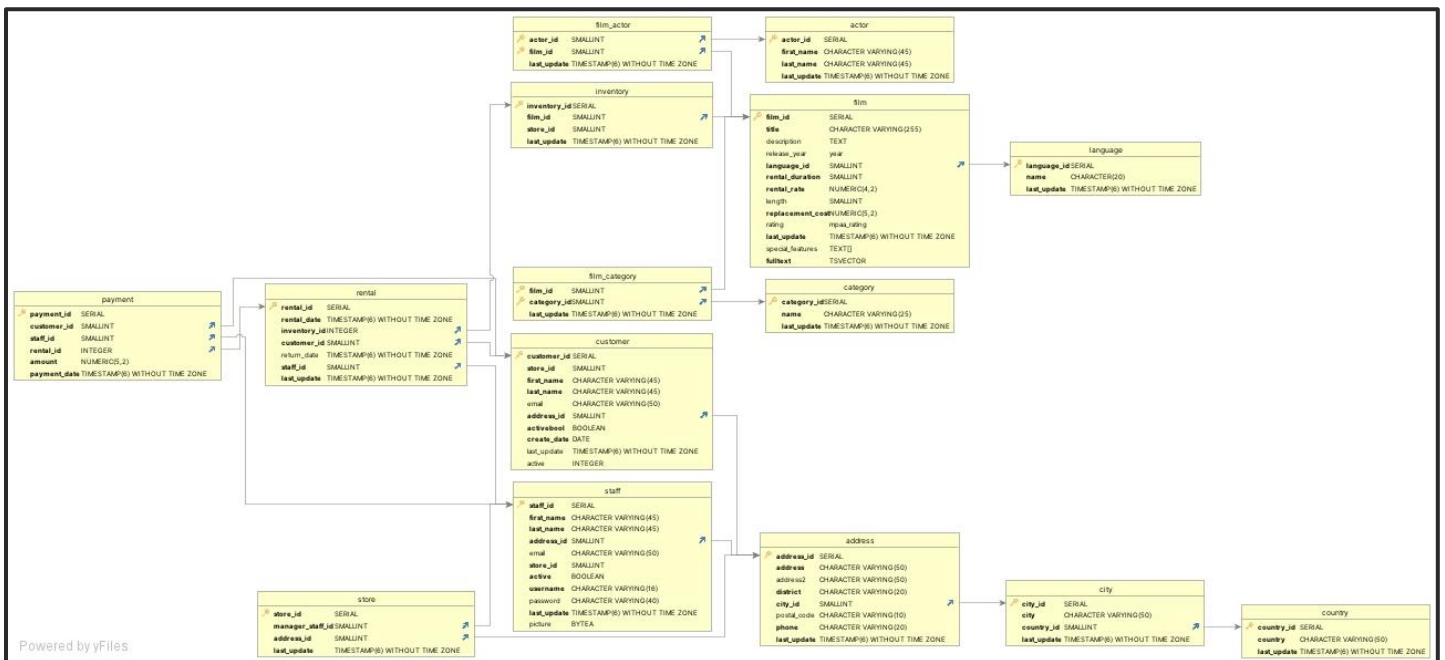 film_actor
actor_id SMALLINT
film_id SMALLINT
last_update TIMESTAMP(6) WITHOUT TIME ZONE
actor
actor_id SERIAL
first_name CHARACTER VARYING(45)
last_name CHARACTER VARYING(45)
last_update TIMESTAMP(6) WITHOUT TIME ZONE
inventory
inventory_id SERIAL
film_id SMALLINT
store_id SMALLINT
last_update TIMESTAMP(6) WITHOUT TIME ZONE
film
film_id SERIAL
title CHARACTER VARYING(255)
description TEXT
release_year year
language_id SMALLINT
rental_duration SMALLINT
rental_rate NUMERIC(4,2)
length SMALLINT
replacement_cost NUMERIC(5,2)
rating mpaa_rating
last_update TIMESTAMP(6) WITHOUT TIME ZONE
special_features TEXT[]
fulltext TSVECTOR
language
language_id SERIAL
name CHARACTER(20)
last_update TIMESTAMP(6) WITHOUT TIME ZONE
film_category
film_id SMALLINT
category_id SMALLINT
last_update TIMESTAMP(6) WITHOUT TIME ZONE
category
category_id SERIAL
name CHARACTER VARYING(25)
last_update TIMESTAMP(6) WITHOUT TIME ZONE
payment
payment_id SERIAL
customer_id SMALLINT
staff_id SMALLINT
rental_id INTEGER
amount NUMERIC(5,2)
payment_date TIMESTAMP(6) WITHOUT TIME ZONE
rental
rental_id SERIAL
rental_date TIMESTAMP(6) WITHOUT TIME ZONE
inventory_id INTEGER
customer_id SMALLINT
return_date TIMESTAMP(6) WITHOUT TIME ZONE
staff_id SMALLINT
last_update TIMESTAMP(6) WITHOUT TIME ZONE
customer
customer_id SERIAL
store_id SMALLINT
first_name CHARACTER VARYING(45)
last_name CHARACTER VARYING(45)
email CHARACTER VARYING(50)
address_id SMALLINT
activebool BOOLEAN
create_date DATE
last_update TIMESTAMP(6) WITHOUT TIME ZONE
active INTEGER
staff
staff_id SERIAL
first_name CHARACTER VARYING(45)
last_name CHARACTER VARYING(45)
address_id SMALLINT
email CHARACTER VARYING(50)
store_id SMALLINT
active BOOLEAN
username CHARACTER VARYING(16)
password CHARACTER VARYING(40)
last_update TIMESTAMP(6) WITHOUT TIME ZONE
picture BYTEA
store
store_id SERIAL
manager_staff_id SMALLINT
address_id SMALLINT
last_update TIMESTAMP(6) WITHOUT TIME ZONE
address
address_id SERIAL
address CHARACTER VARYING(50)
address2 CHARACTER VARYING(50)
district CHARACTER VARYING(20)
city_id SMALLINT
postal_code CHARACTER VARYING(10)
phone CHARACTER VARYING(20)
last_update TIMESTAMP(6) WITHOUT TIME ZONE
city
city_id SERIAL
city CHARACTER VARYING(50)
country_id SMALLINT
last_update TIMESTAMP(6) WITHOUT TIME ZONE
country
country_id SERIAL
country CHARACTER VARYING(50)
last_update TIMESTAMP(6) WITHOUT TIME ZONE
Powered by yFiles